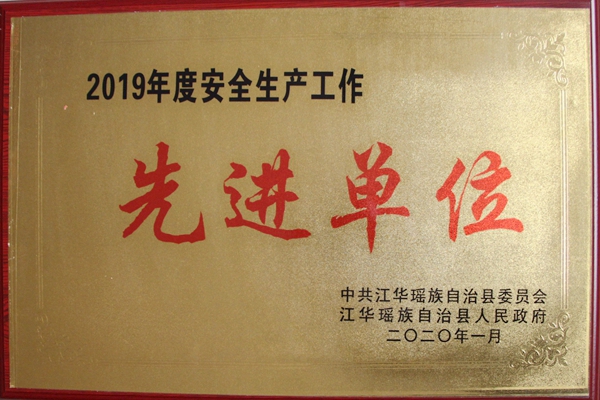 2019年度安全生产工作
先进单位
中共江华瑶族自治县委员会
江华瑶族自治县人民政府
二〇二〇年一月